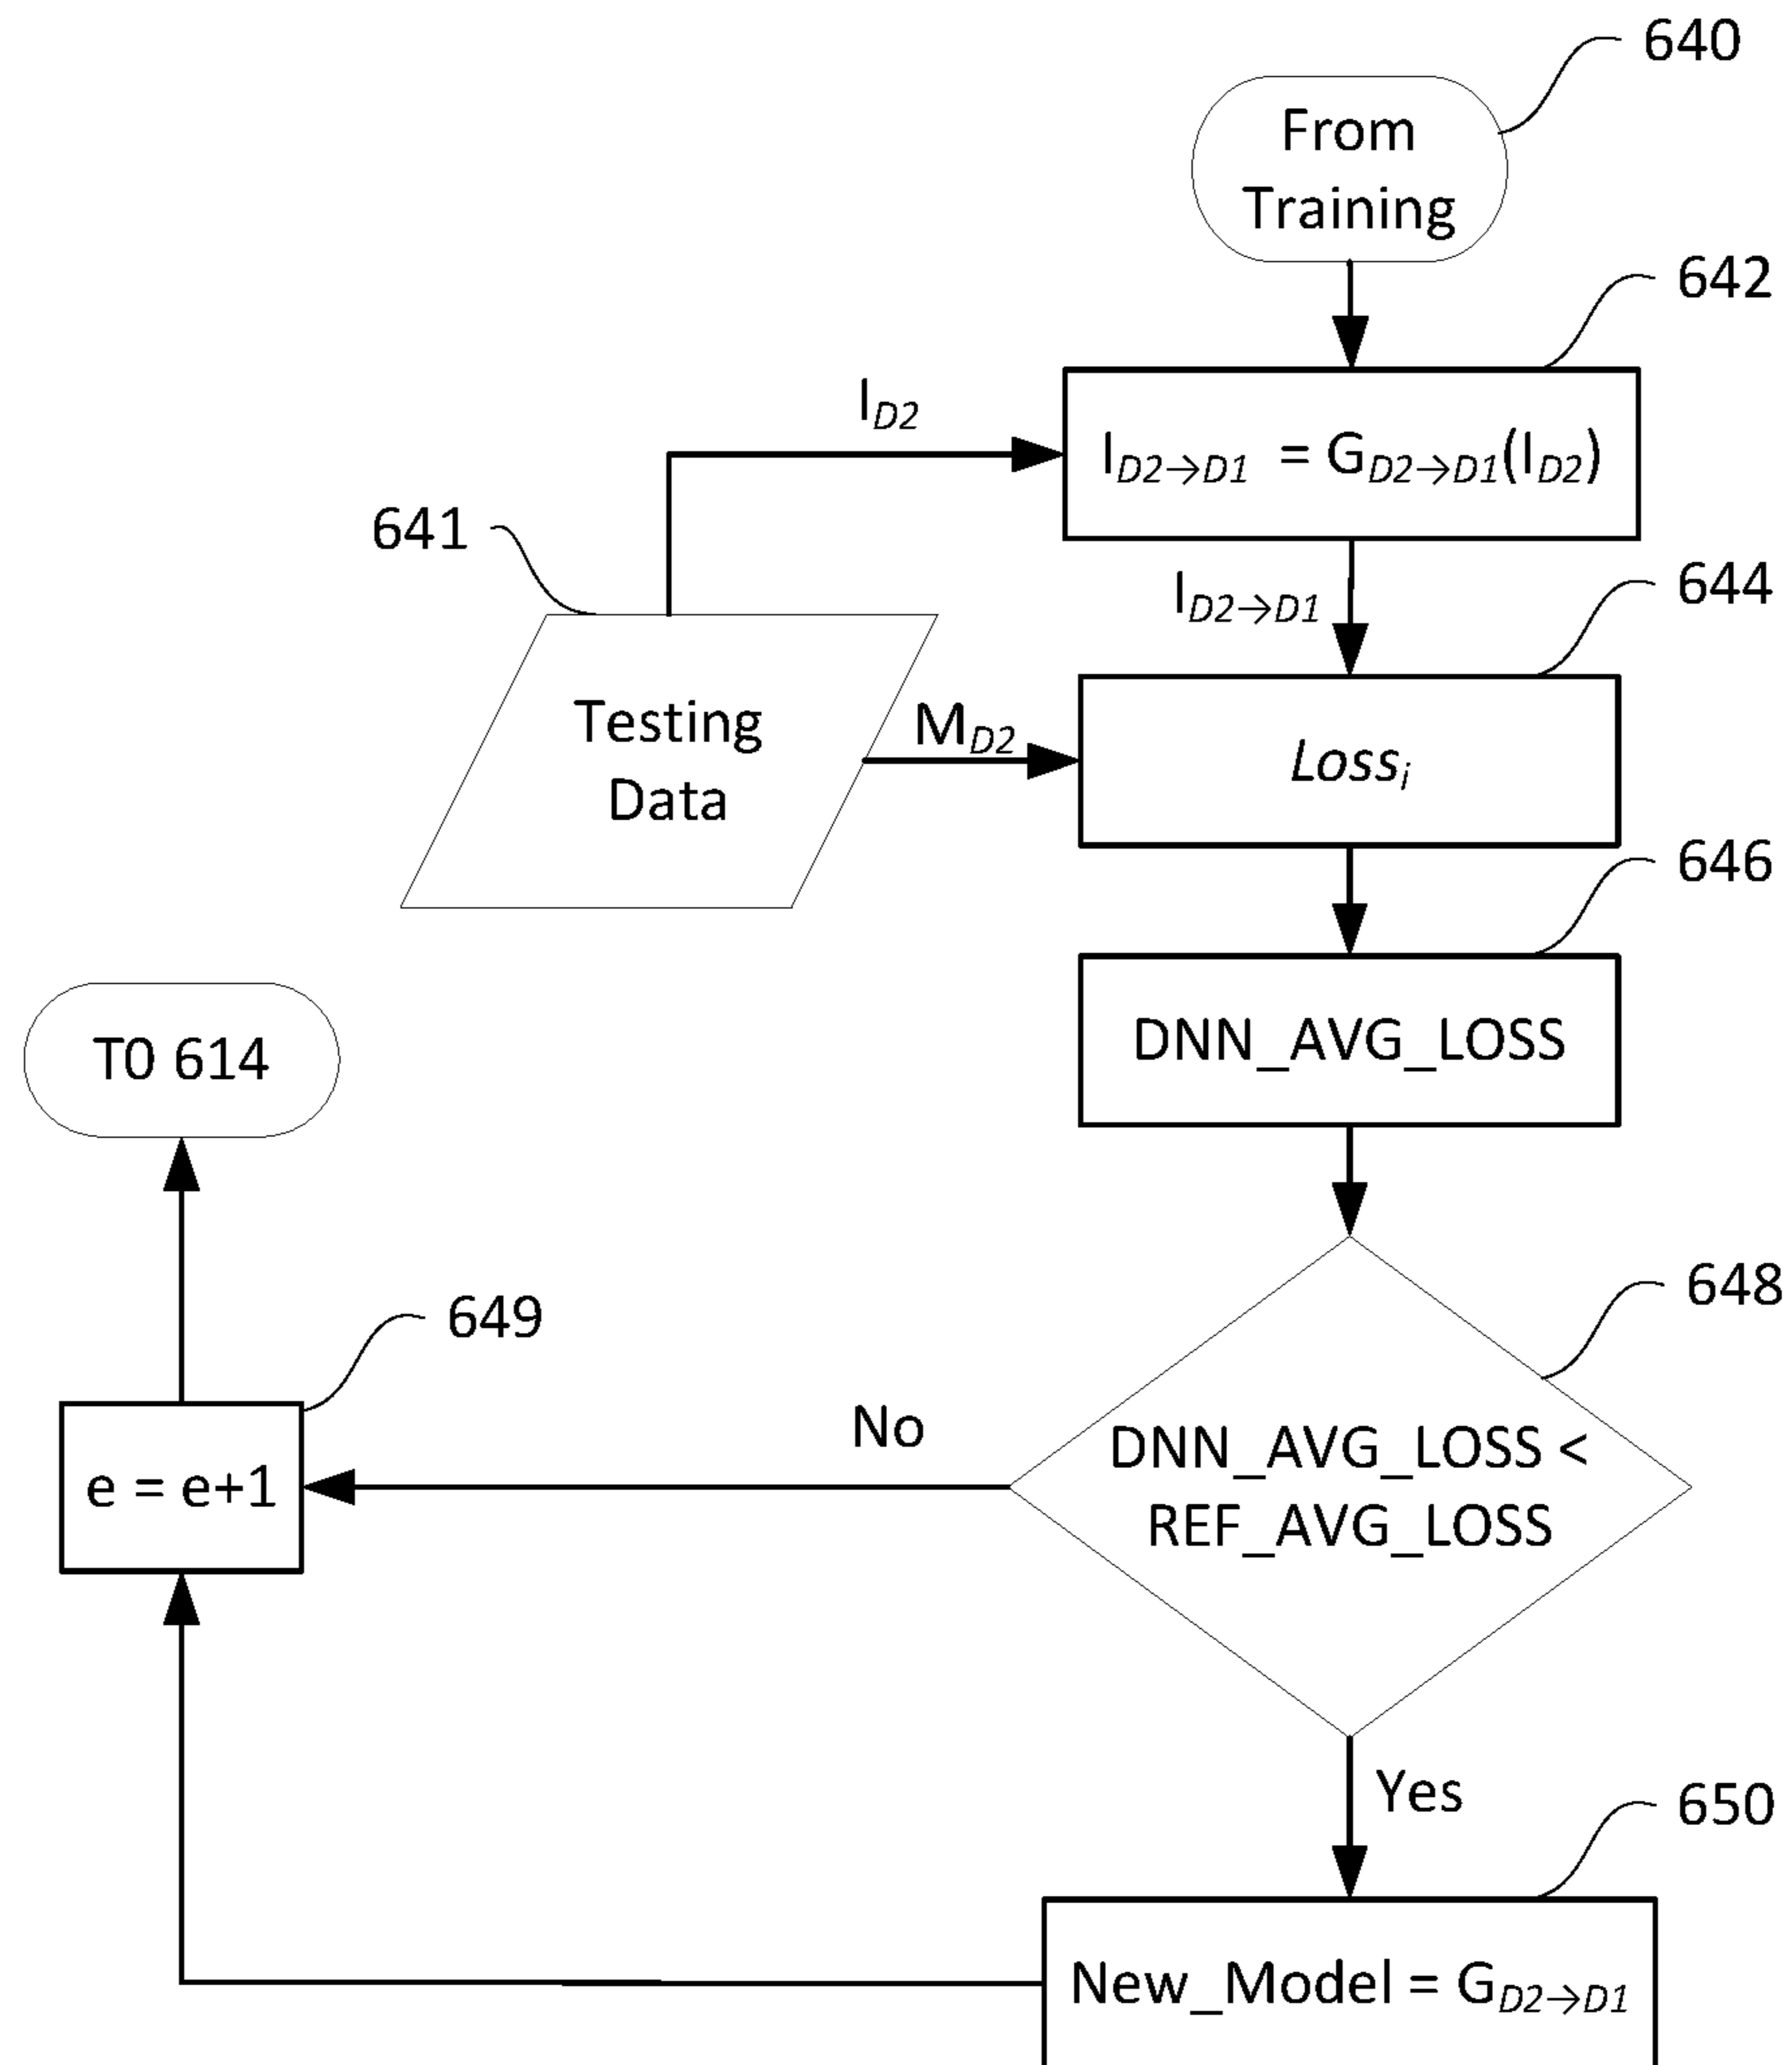 640
From
Training
642
I_D2
I_D2→D1 = G_D2→D1(I_D2)
641
644
I_D2→D1
Testing
Data
M_D2
Loss_i
646
DNN_AVG_LOSS
T0 614
648
649
No
DNN_AVG_LOSS <
REF_AVG_LOSS
e = e+1
Yes
650
New_Model = G_D2→D1